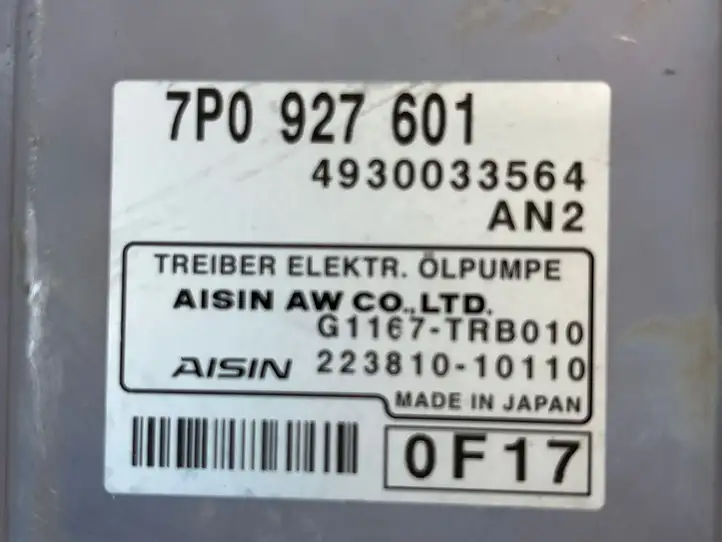 7P0 927 601
4930033564
AN2
TREIBER ELEKTR. ÖLPUMPE
AISIN AW CO.,LTD.
G1167-TRB010
AISIN 223810-10110
MADE IN JAPAN
0F17